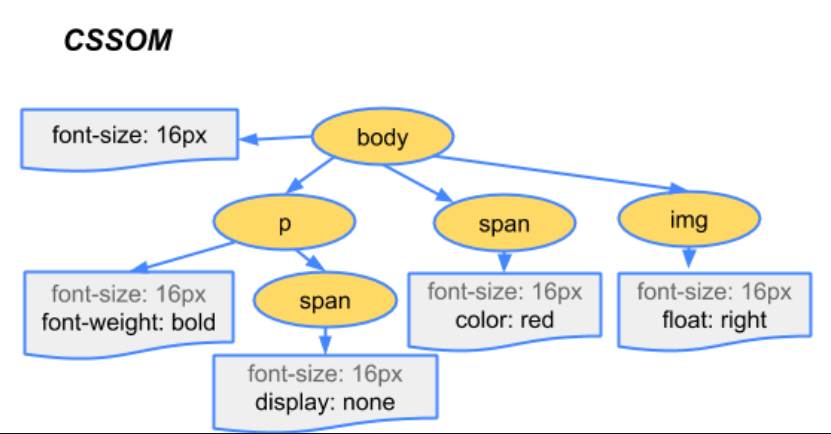 CSSOM
font-size: 16px
body
p
span
img
font-size: 16px
font-weight: bold
span
font-size: 16px
color: red
font-size: 16px
float: right
font-size: 16px
display: none